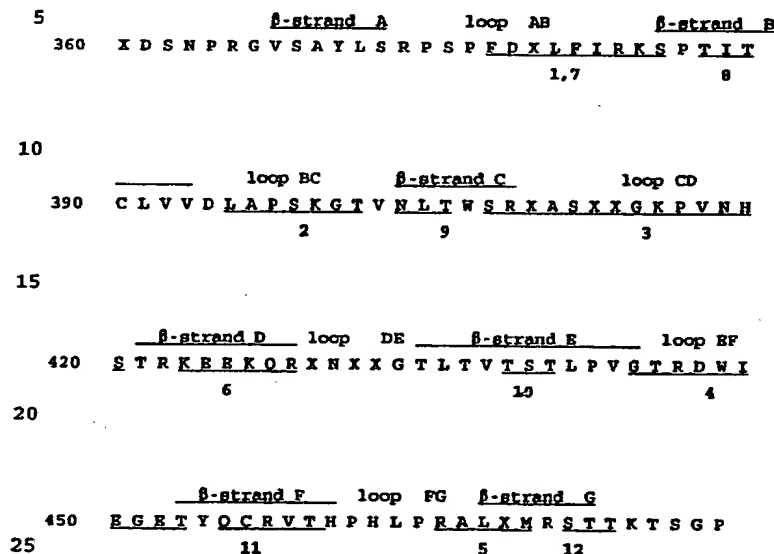 5
β-strand A loop AB β-strand B
360 X D S N P R G V S A Y L S R P S P F D X L F I R K S P T I T
1,7 8
10
loop BC β-strand C loop CD
390 C L V V D L A P S K G T V N L T W S R X A S X X G K P V N H
2 9 3
15
β-strand D loop DE β-strand E loop EF
420 S T R K E E K Q R X N X X G T L T V T S T L P V G T R D W I
6 10 4
20
β-strand F loop FG β-strand G
450 E G E T Y Q C R V T H P H L P R A L X M R S T T K T S G P
11 5 12
25